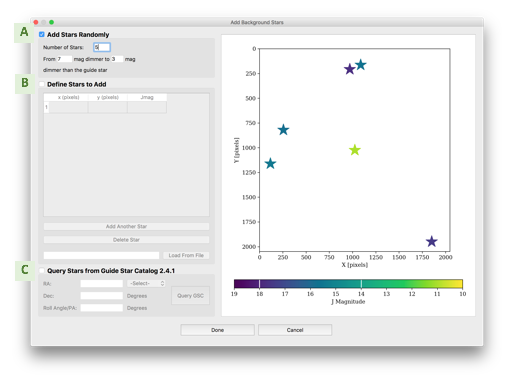 Add Background Stars
A
Add Stars Randomly
Number of Stars: 5
From 7 mag dimmer to 3 mag
dimmer than the guide star
B
Define Stars to Add
x (pixels) y (pixels) Jmag
1
Add Another Star
Delete Star
Load From File
C
Query Stars from Guide Star Catalog 2.4.1
RA: -Select-
Dec: Degrees
Roll Angle/PA: Degrees
Query GSC
0
250
500
750
1000
1250
1500
1750
2000
Y [pixels]
0 250 500 750 1000 1250 1500 1750 2000
X [pixels]
19 18 17 16 15 14 13 12 11 10
J Magnitude
Done Cancel